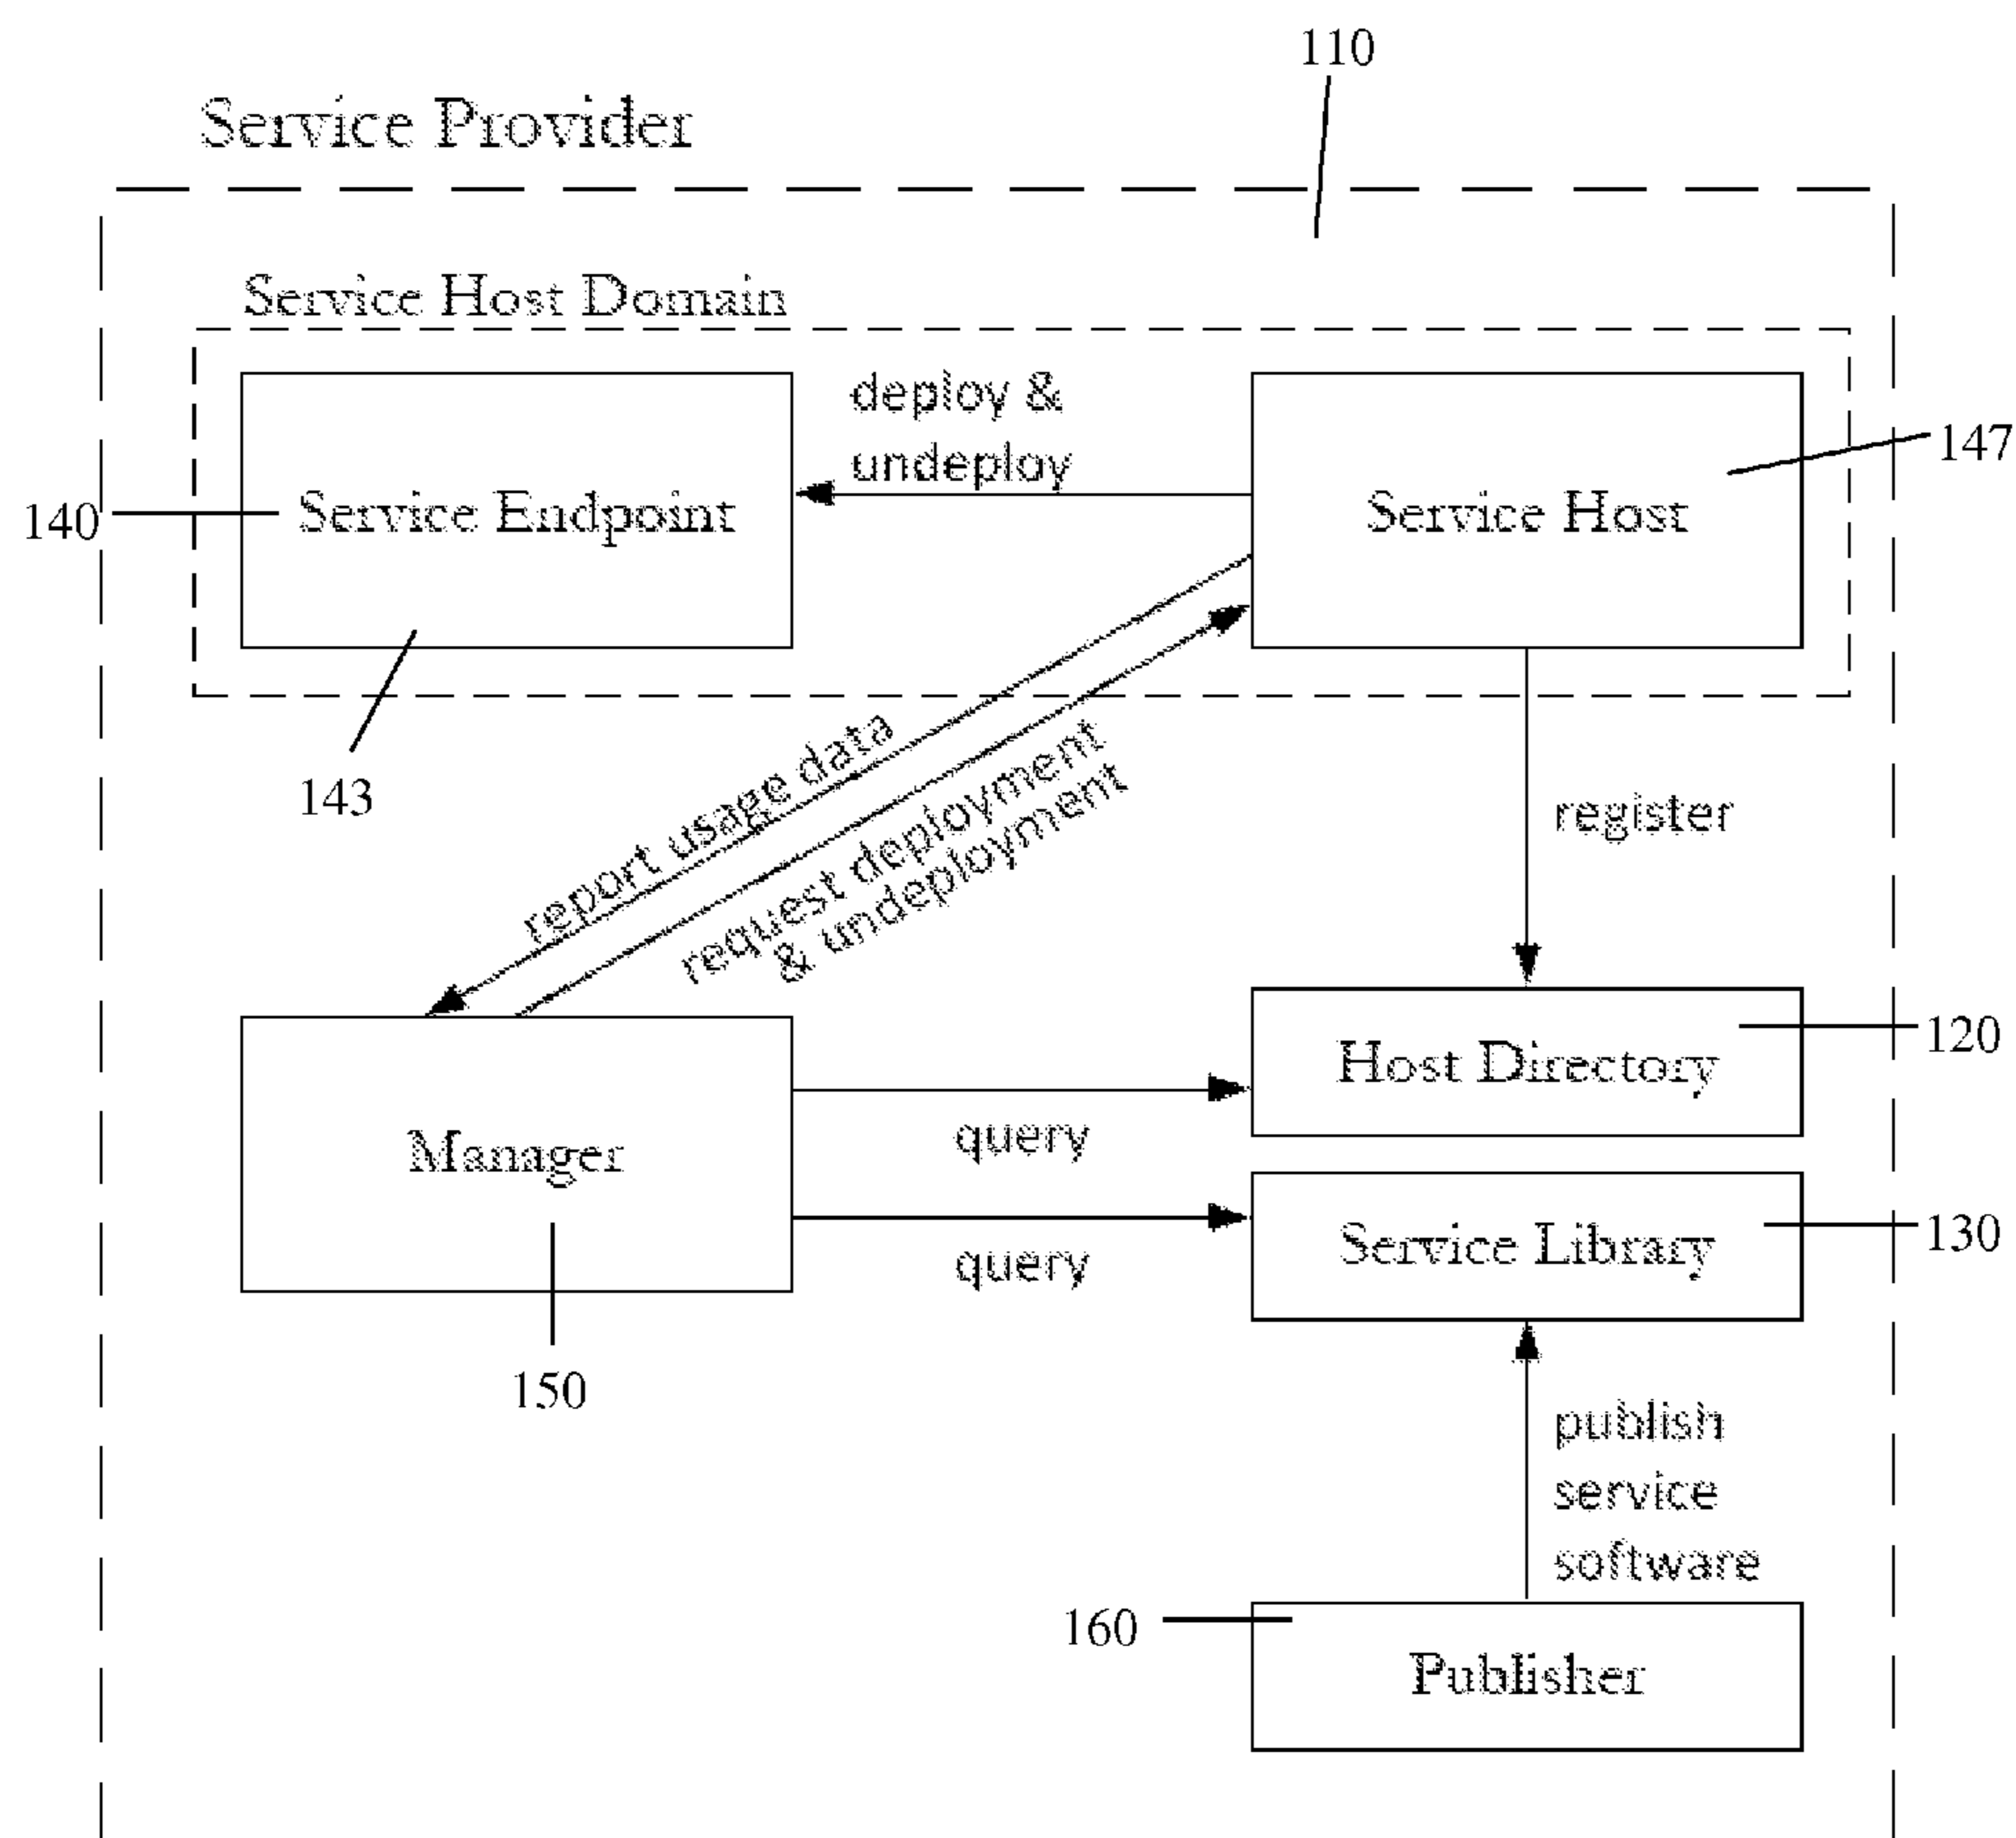 110
Service Provider
Service Host Domain
deploy &
undeploy
147
140
Service Endpoint
Service Host
143
report usage data
request deployment
& undeployment
register
120
Host Directory
query
Manager
130
Service Library
query
150
publish
service
software
160
Publisher